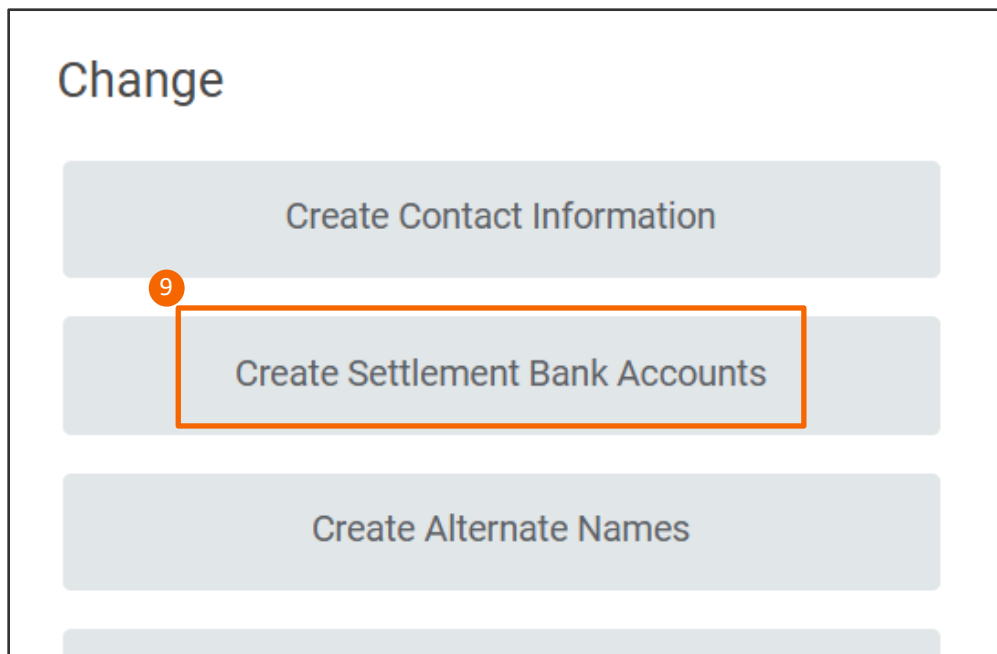 Change
Create Contact Information
9
Create Settlement Bank Accounts
Create Alternate Names